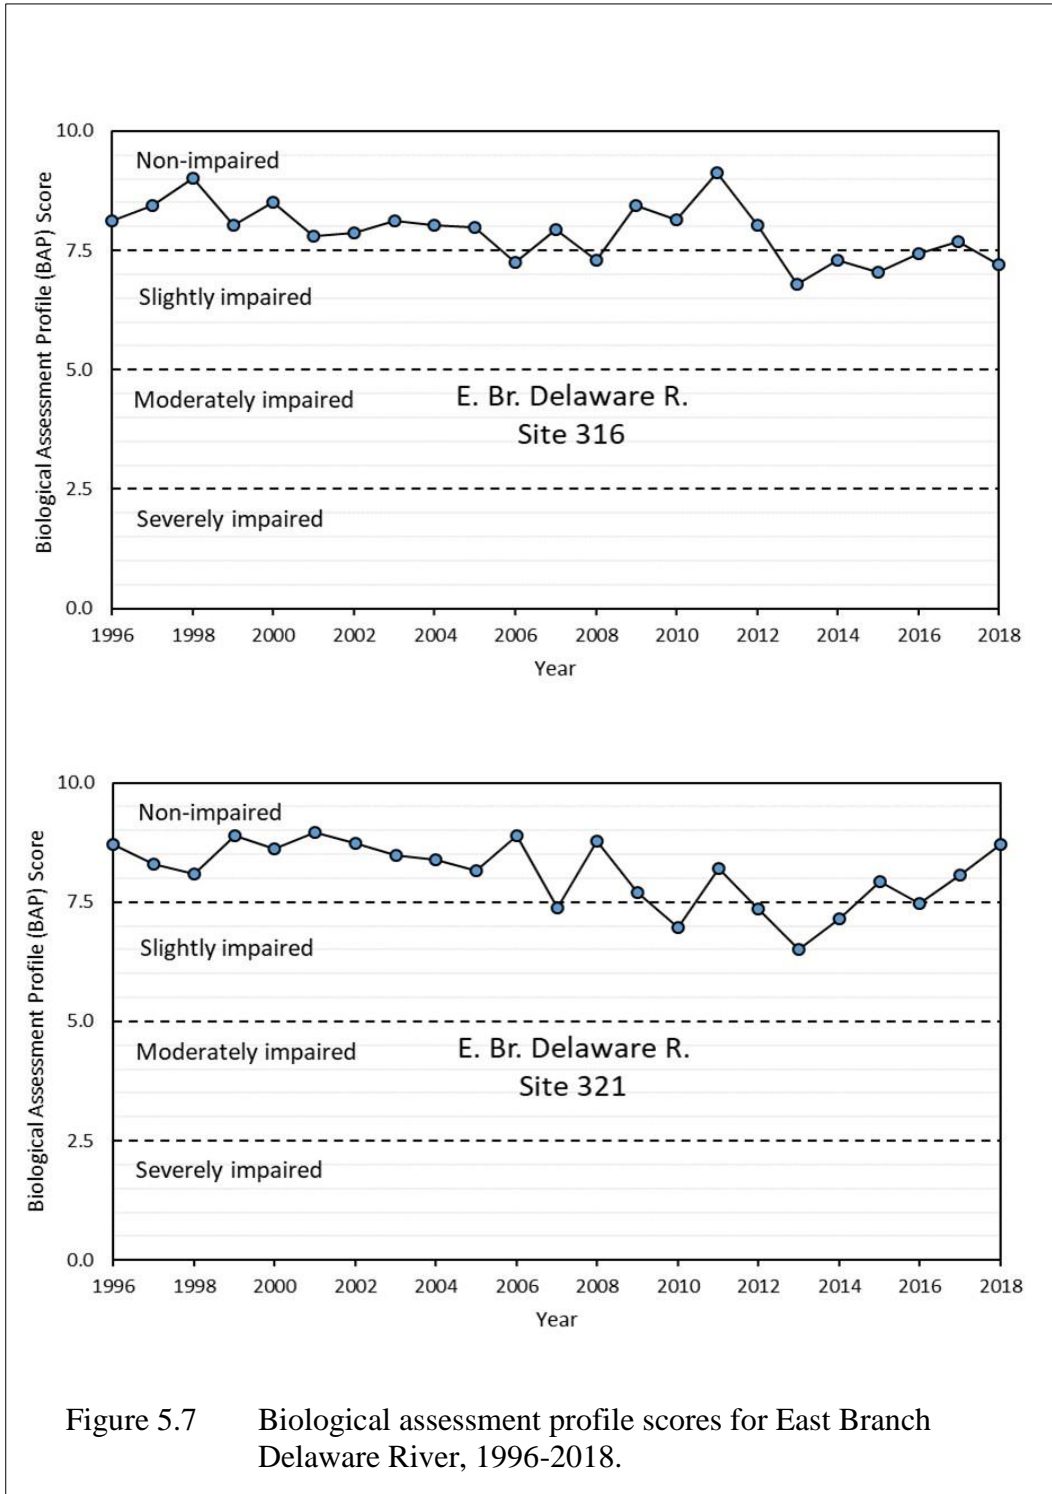 10.0
Non-impaired
7.5
Slightly impaired
5.0
Moderately impaired
E. Br. Delaware R.
Site 316
2.5
Severely impaired
0.0
Biological Assessment Profile (BAP) Score
1996 1998 2000 2002 2004 2006 2008 2010 2012 2014 2016 2018
Year
10.0
Non-impaired
7.5
Slightly impaired
5.0
Moderately impaired
E. Br. Delaware R.
Site 321
2.5
Severely impaired
0.0
Biological Assessment Profile (BAP) Score
1996 1998 2000 2002 2004 2006 2008 2010 2012 2014 2016 2018
Year
Figure 5.7 Biological assessment profile scores for East Branch
Delaware River, 1996-2018.